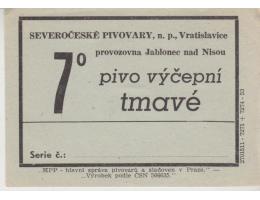 SEVEROČESKÉ PIVOVARY, n. p., Vratislavice
provozovna Jablonec nad Nisou
7°
pivo výčepní
tmavé
Serie č.:
MPP - hlavní správa pivovarů a sladoven v Praze." —
„Výrobek podle ČSN 566635."